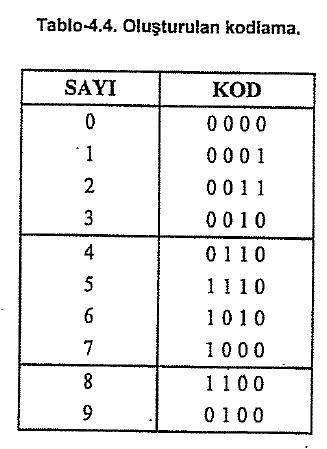 Tablo-4.4. Oluşturulan kodlama.
SAYI KOD
0 0 0 0 0
1 0 0 0 1
2 0 0 1 1
3 0 0 1 0
4 0 1 1 0
5 1 1 1 0
6 1 0 1 0
7 1 0 0 0
8 1 1 0 0
9 0 1 0 0